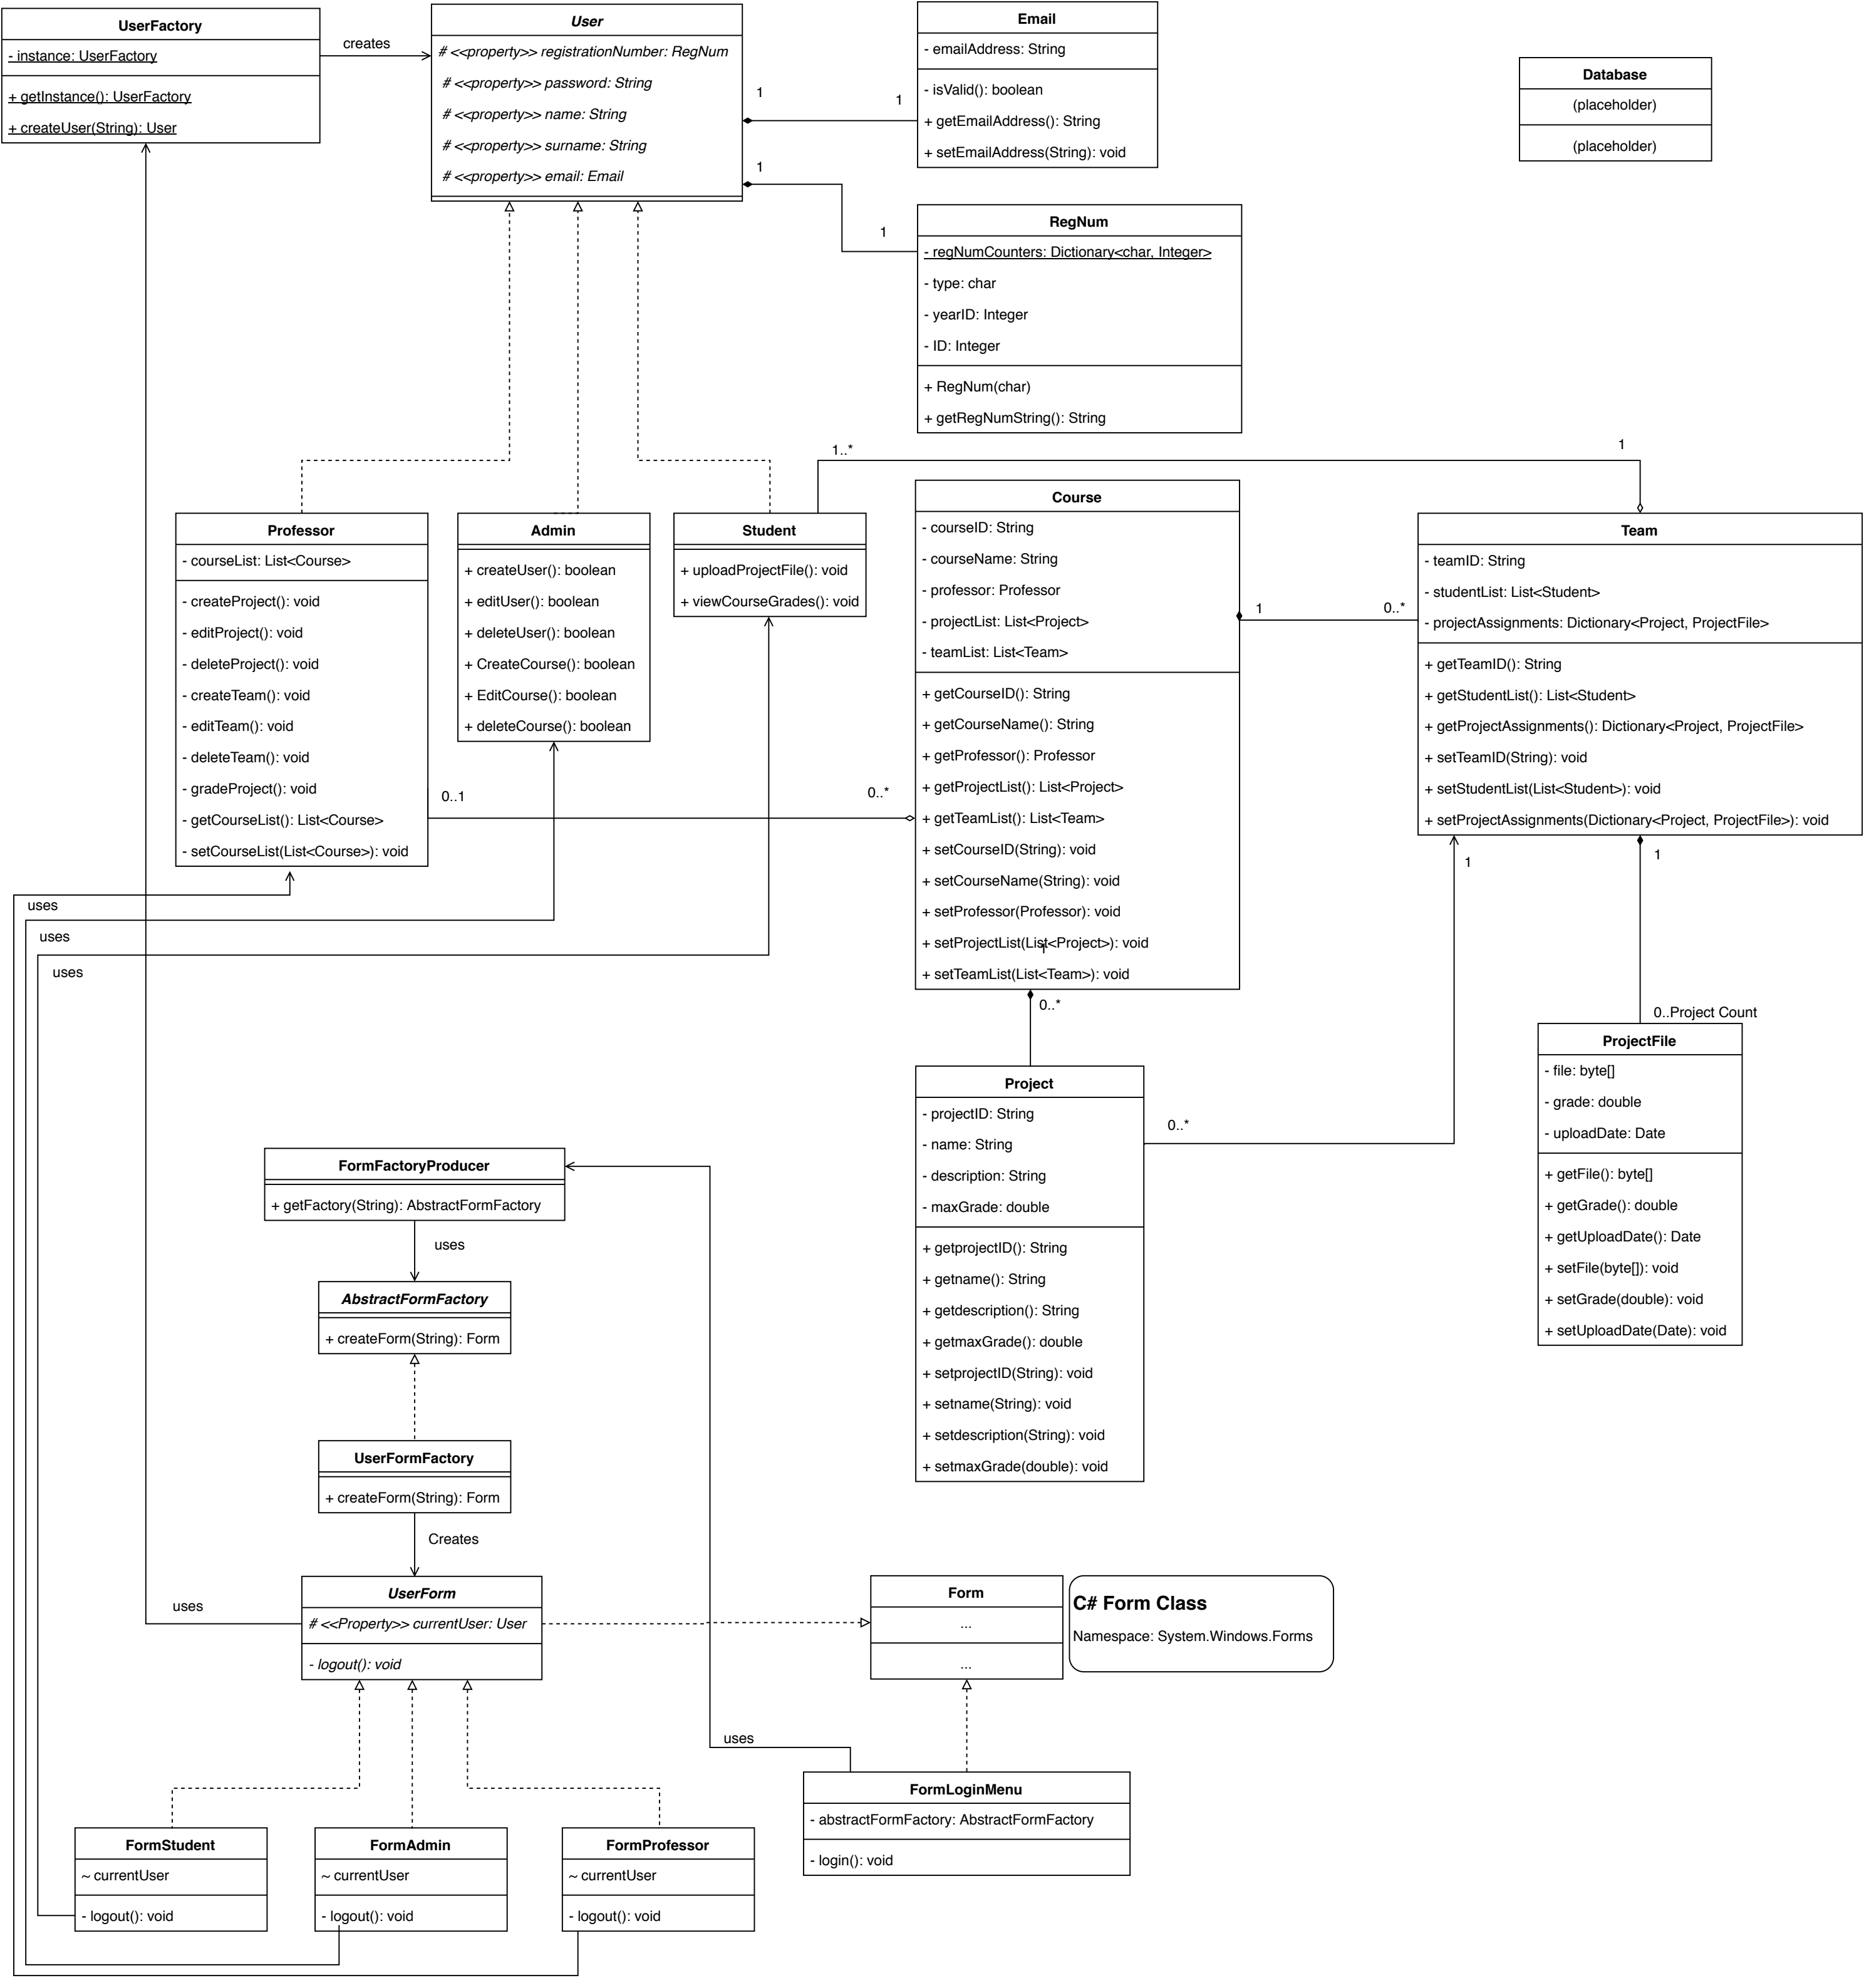 UserFactory
- instance: UserFactory
+ getInstance(): UserFactory
+ createUser(String): User
creates
User
# <<property>> registrationNumber: RegNum
# <<property>> password: String
# <<property>> name: String
# <<property>> surname: String
# <<property>> email: Email
1
1
1
1
Email
- emailAddress: String
- isValid(): boolean
+ getEmailAddress(): String
+ setEmailAddress(String): void
Database
(placeholder)
(placeholder)
RegNum
- regNumCounters: Dictionary<char, Integer>
- type: char
- yearID: Integer
- ID: Integer
+ RegNum(char)
+ getRegNumString(): String
1..*
1
Professor
- courseList: List<Course>
- createProject(): void
- editProject(): void
- deleteProject(): void
- createTeam(): void
- editTeam(): void
- deleteTeam(): void
- gradeProject(): void
- getCourseList(): List<Course>
- setCourseList(List<Course>): void
Admin
+ createUser(): boolean
+ editUser(): boolean
+ deleteUser(): boolean
+ CreateCourse(): boolean
+ EditCourse(): boolean
+ deleteCourse(): boolean
Student
+ uploadProjectFile(): void
+ viewCourseGrades(): void
0..1
0..*
Course
- courseID: String
- courseName: String
- professor: Professor
- projectList: List<Project>
- teamList: List<Team>
+ getCourseID(): String
+ getCourseName(): String
+ getProfessor(): Professor
+ getProjectList(): List<Project>
+ getTeamList(): List<Team>
+ setCourseID(String): void
+ setCourseName(String): void
+ setProfessor(Professor): void
+ setProjectList(List<Project>): void
1
+ setTeamList(List<Team>): void
0..*
1
0..*
Team
- teamID: String
- studentList: List<Student>
- projectAssignments: Dictionary<Project, ProjectFile>
+ getTeamID(): String
+ getStudentList(): List<Student>
+ getProjectAssignments(): Dictionary<Project, ProjectFile>
+ setTeamID(String): void
+ setStudentList(List<Student>): void
+ setProjectAssignments(Dictionary<Project, ProjectFile>): void
1
1
0..Project Count
uses
uses
uses
ProjectFile
- file: byte[]
- grade: double
- uploadDate: Date
+ getFile(): byte[]
+ getGrade(): double
+ getUploadDate(): Date
+ setFile(byte[]): void
+ setGrade(double): void
+ setUploadDate(Date): void
Project
- projectID: String
- name: String
- description: String
- maxGrade: double
+ getprojectID(): String
+ getname(): String
+ getdescription(): String
+ getmaxGrade(): double
+ setprojectID(String): void
+ setname(String): void
+ setdescription(String): void
+ setmaxGrade(double): void
0..*
FormFactoryProducer
+ getFactory(String): AbstractFormFactory
uses
AbstractFormFactory
+ createForm(String): Form
UserFormFactory
+ createForm(String): Form
Creates
UserForm
# <<Property>> currentUser: User
- logout(): void
uses
Form
...
...
C# Form Class
Namespace: System.Windows.Forms
uses
FormLoginMenu
- abstractFormFactory: AbstractFormFactory
- login(): void
FormStudent
~ currentUser
- logout(): void
FormAdmin
~ currentUser
- logout(): void
FormProfessor
~ currentUser
- logout(): void